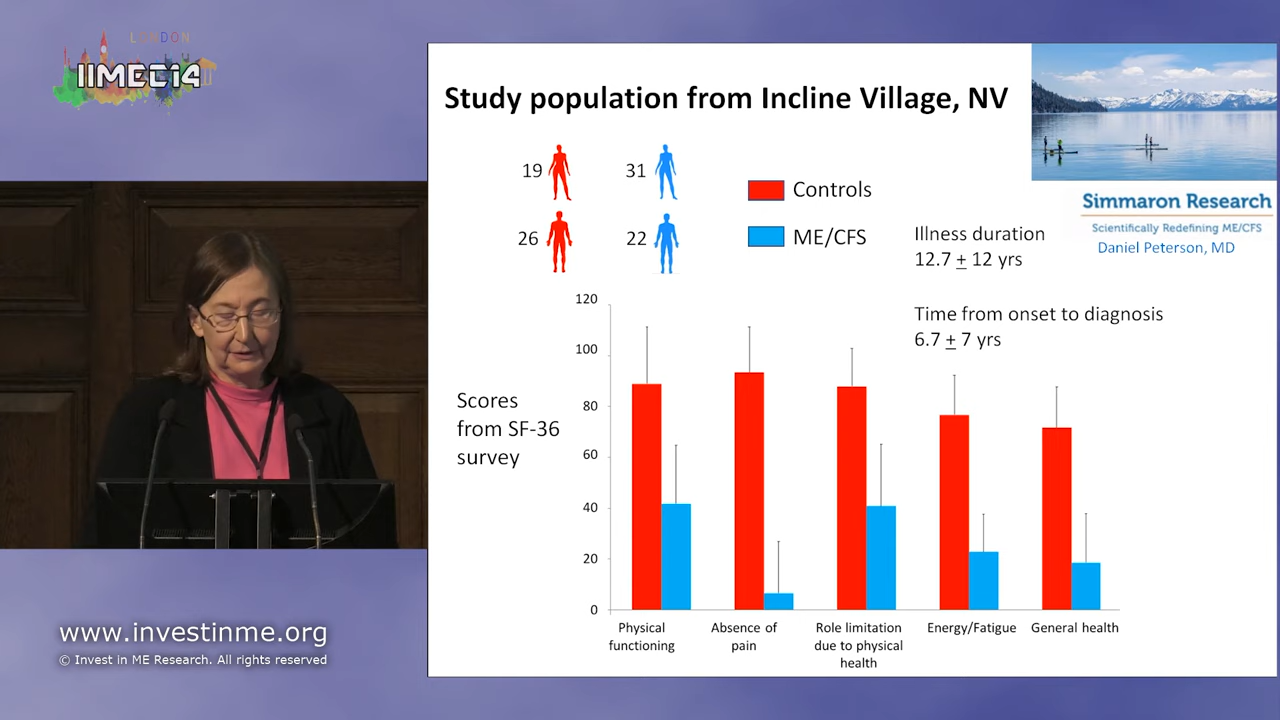 LONDON
IIMEC14
Study population from Incline Village, NV
19
31
26
22
Controls
ME/CFS
Simmaron Research
Scientifically Redefining ME/CFS
Daniel Peterson, MD
Illness duration
12.7 ± 12 yrs
Time from onset to diagnosis
6.7 ± 7 yrs
Scores
from SF-36
survey
120
100
80
60
40
20
0
Physical
functioning
Absence of
pain
Role limitation
due to physical
health
Energy/Fatigue
General health
www.investinme.org
© Invest in ME Research. All rights reserved